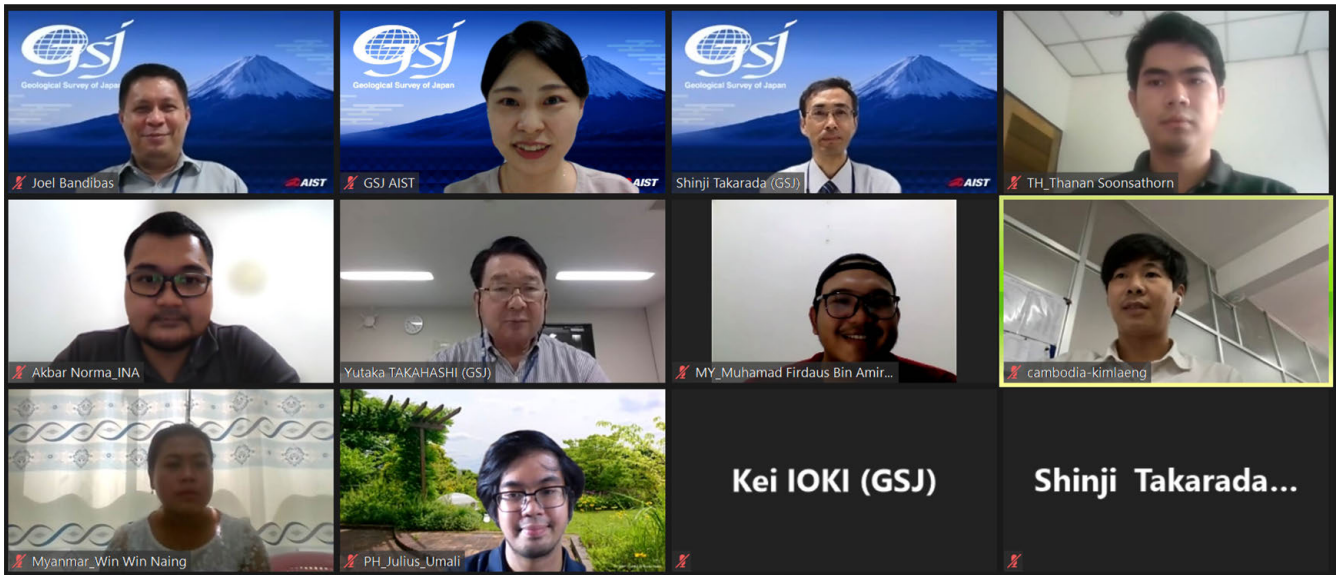 GSJ
Geological Survey of Japan
AIST
Joel Bandibas
GSJ
Geological Survey of Japan
AIST
GSJ AIST
GSJ
Geological Survey of Japan
AIST
Shinji Takarada (GSJ)
TH_Thanan Soonsathorn
Akbar Norma_INA
Yutaka TAKAHASHI (GSJ)
MY_Muhamad Firdaus Bin Amir...
cambodia-kimlaeng
Myanmar_Win Win Naing
PH_Julius_Umali
Kei IOKI (GSJ)
Shinji Takarada...